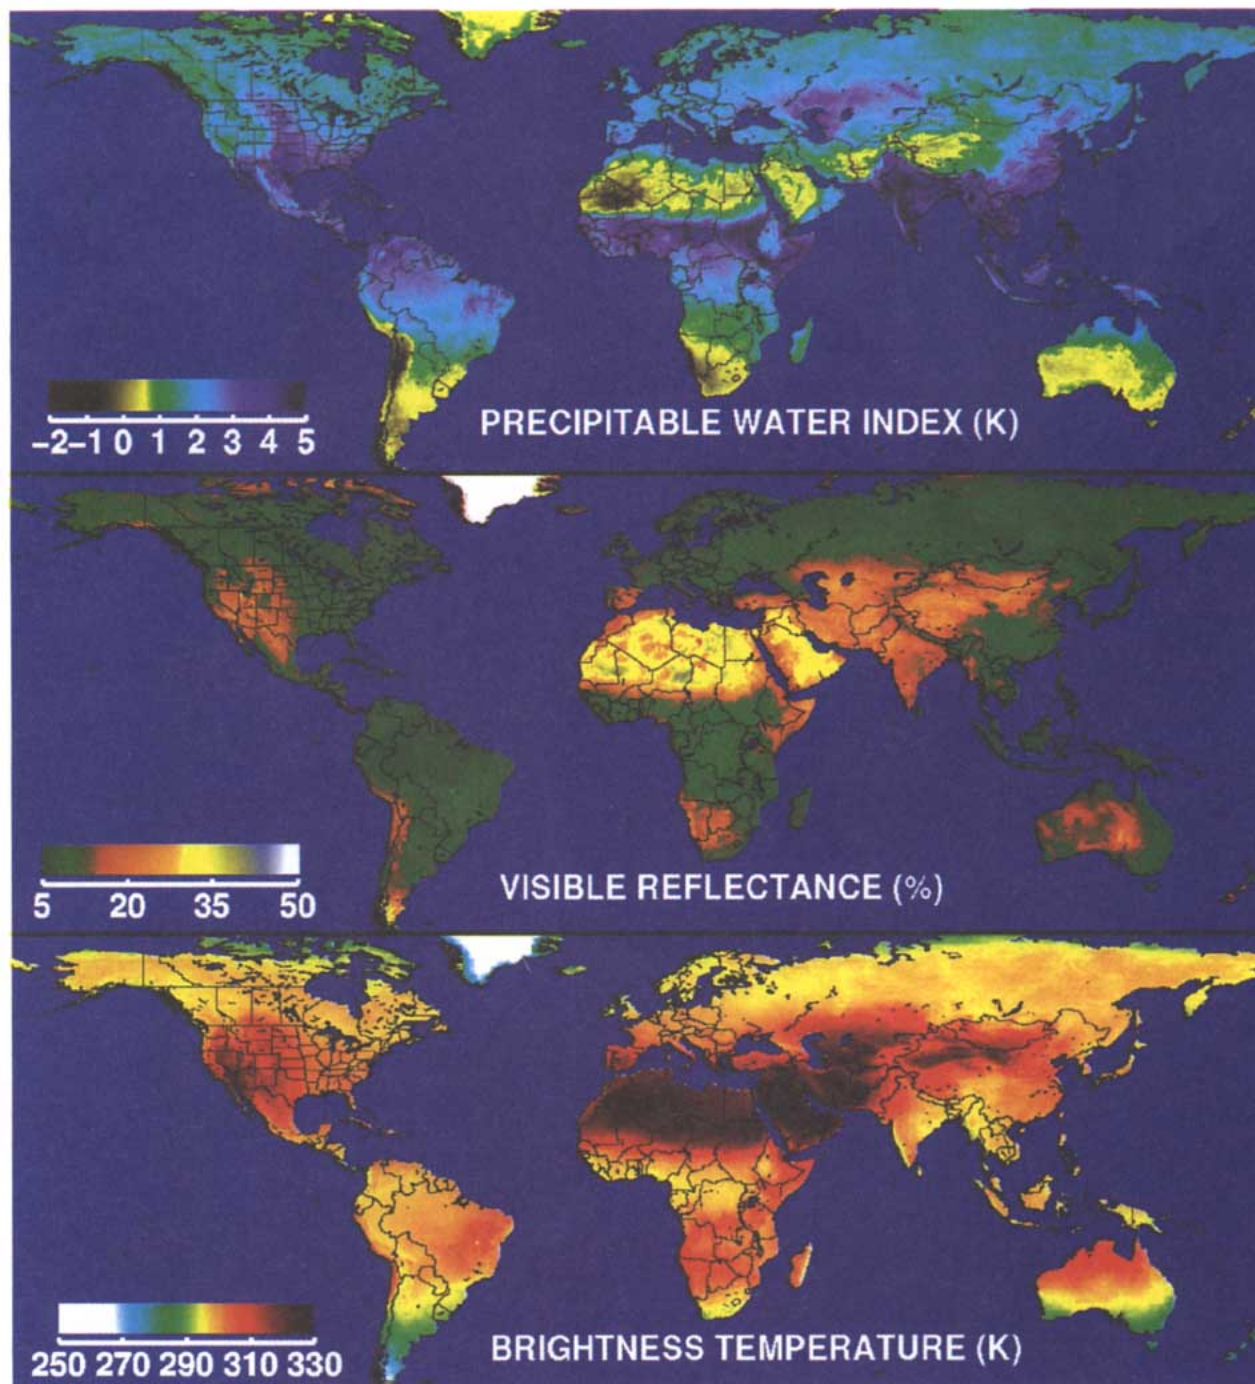 -2 -1 0 1 2 3 4 5
PRECIPITABLE WATER INDEX (K)
5 20 35 50
VISIBLE REFLECTANCE (%)
250 270 290 310 330
BRIGHTNESS TEMPERATURE (K)